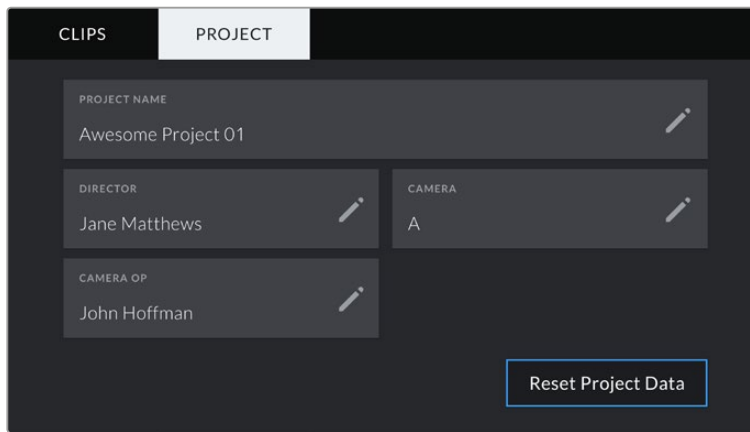 CLIPS PROJECT
PROJECT NAME
Awesome Project 01
DIRECTOR
Jane Matthews
CAMERA
A
CAMERA OP
John Hoffman
Reset Project Data